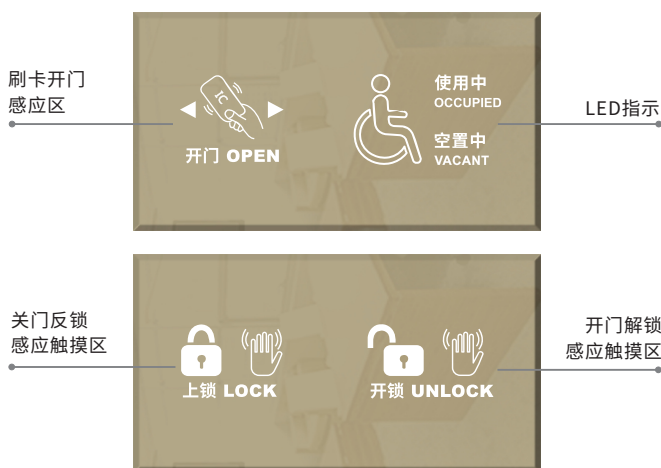 刷卡开门
感应区
IC
开门 OPEN
使用中
OCCUPIED
空置中
VACANT
LED指示
关门反锁
感应触摸区
上锁 LOCK
开锁 UNLOCK
开门解锁
感应触摸区